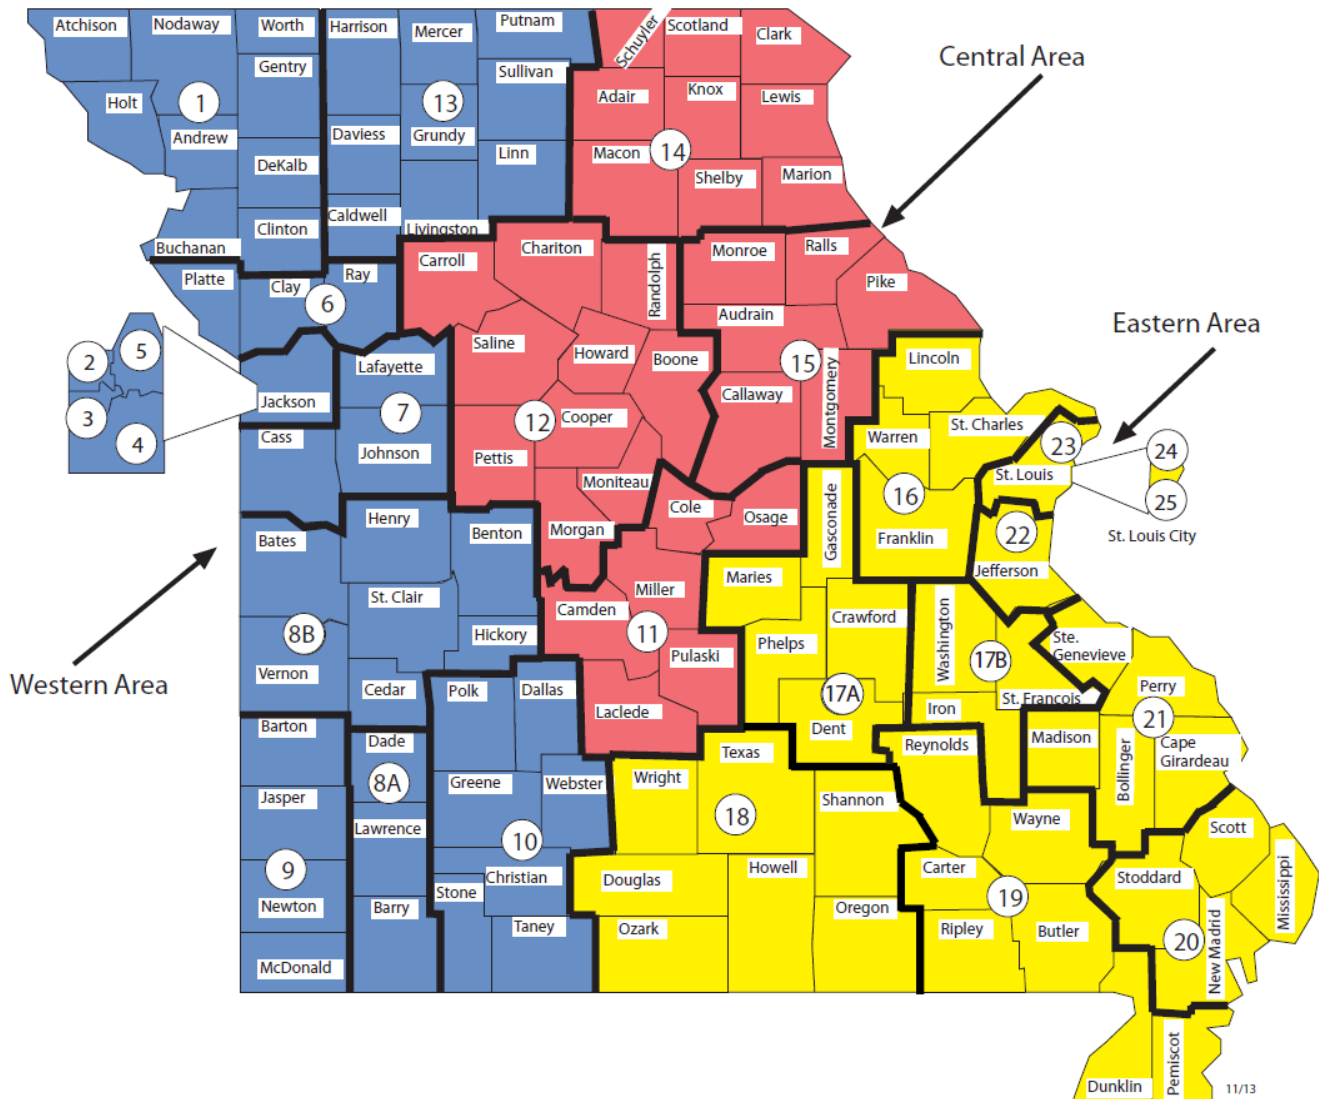 Atchison
Nodaway
Worth
Harrison
Mercer
Putnam
Schuyler
Scotland
Clark
Central Area
Gentry
Sullivan
Holt
1
13
Adair
Knox
Lewis
Andrew
Daviess
Grundy
Linn
Macon
14
DeKalb
Shelby
Marion
Caldwell
Livingston
Clinton
Buchanan
Chariton
Carroll
Randolph
Monroe
Ralls
Pike
Platte
Clay
Ray
6
Audrain
Eastern Area
2
5
Saline
Howard
Boone
15
Montgomery
Lincoln
Lafayette
Jackson
7
Callaway
3
4
Cass
12
Cooper
Warren
St. Charles
Johnson
Pettis
23
24
Moniteau
St. Louis
16
25
Cole
Osage
Gasconade
Henry
Benton
Morgan
Franklin
22
St. Louis City
Bates
Jefferson
Maries
Miller
St. Clair
Camden
Crawford
Washington
8B
Hickory
11
Phelps
Ste.
Genevieve
Western Area
Vernon
Pulaski
17B
Cedar
Polk
Dallas
17A
St. Francois
Perry
Laclede
Iron
21
Barton
Dade
Dent
Madison
Bollinger
Cape
Girardeau
Texas
Reynolds
8A
Greene
Webster
Wright
Jasper
Shannon
18
Lawrence
Wayne
Scott
10
9
Christian
Howell
Carter
Stoddard
Mississippi
Stone
Douglas
19
Newton
Barry
Oregon
Taney
Ozark
Ripley
Butler
20
New Madrid
McDonald
Pemiscot
Dunklin
11/13